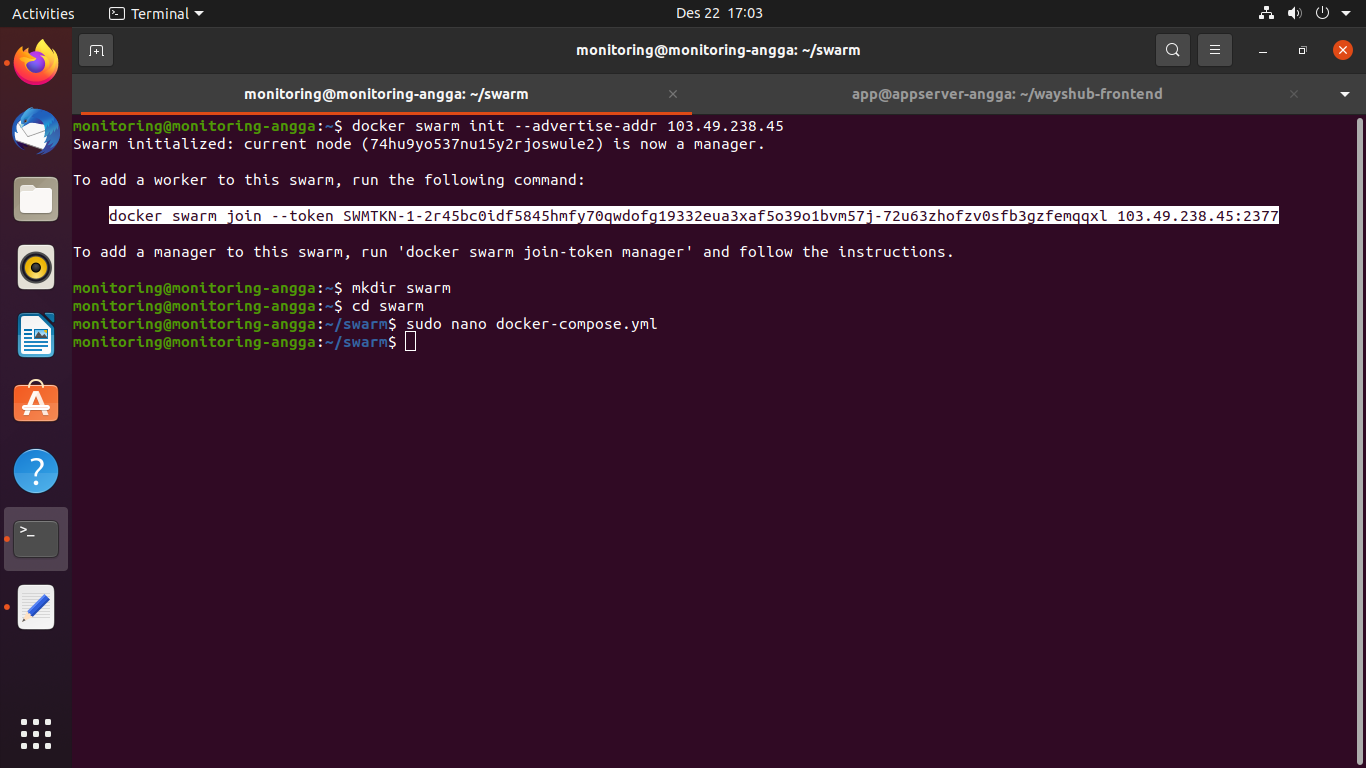 Activities
Terminal
Des 22 17:03
monitoring@monitoring-angga: ~/swarm
monitoring@monitoring-angga: ~/swarm
app@appserver-angga: ~/wayshub-frontend
monitoring@monitoring-angga:~$ docker swarm init --advertise-addr 103.49.238.45
Swarm initialized: current node (74hu9yo537nu15y2rjoswule2) is now a manager.
To add a worker to this swarm, run the following command:
docker swarm join --token SWMTKN-1-2r45bc0idf5845hmfy70qwdofg19332eua3xaf5o39o1bvm57j-72u63zhofzv0sfb3gzfemqqxl 103.49.238.45:2377
To add a manager to this swarm, run 'docker swarm join-token manager' and follow the instructions.
monitoring@monitoring-angga:~$ mkdir swarm
monitoring@monitoring-angga:~$ cd swarm
monitoring@monitoring-angga:~/swarm$ sudo nano docker-compose.yml
monitoring@monitoring-angga:~/swarm$